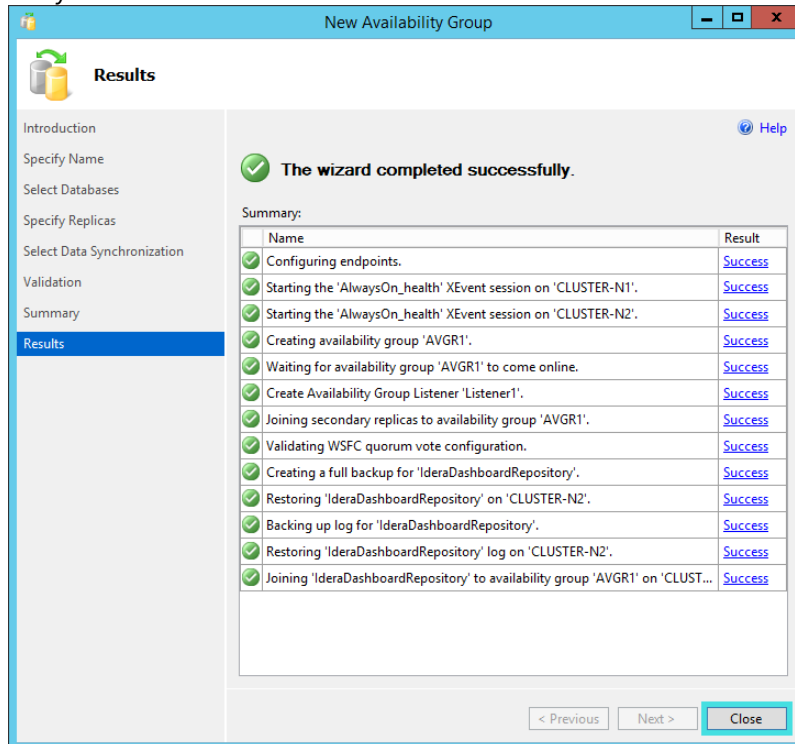 New Availability Group
Results
Introduction
Specify Name
Select Databases
Specify Replicas
Select Data Synchronization
Validation
Summary
Results
Help
The wizard completed successfully.
Summary:
Name Result
Configuring endpoints. Success
Starting the 'AlwaysOn_health' XEvent session on 'CLUSTER-N1'. Success
Starting the 'AlwaysOn_health' XEvent session on 'CLUSTER-N2'. Success
Creating availability group 'AVGR1'. Success
Waiting for availability group 'AVGR1' to come online. Success
Create Availability Group Listener 'Listener1'. Success
Joining secondary replicas to availability group 'AVGR1'. Success
Validating WSFC quorum vote configuration. Success
Creating a full backup for 'IderaDashboardRepository'. Success
Restoring 'IderaDashboardRepository' on 'CLUSTER-N2'. Success
Backing up log for 'IderaDashboardRepository'. Success
Restoring 'IderaDashboardRepository' log on 'CLUSTER-N2'. Success
Joining 'IderaDashboardRepository' to availability group 'AVGR1' on 'CLUST... Success
< Previous Next > Close